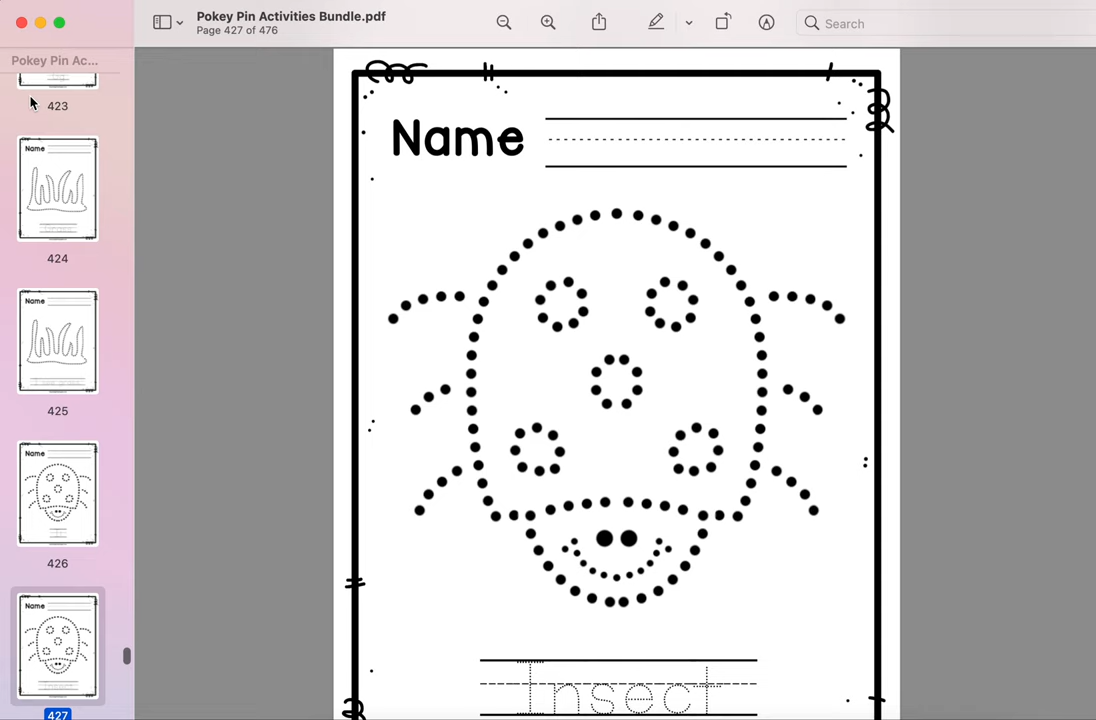 Pokey Pin Activities Bundle.pdf
Page 427 of 476
Search
Pokey Pin Ac...
423
Name
424
Name
425
Name
426
Name
427
Name
Insect